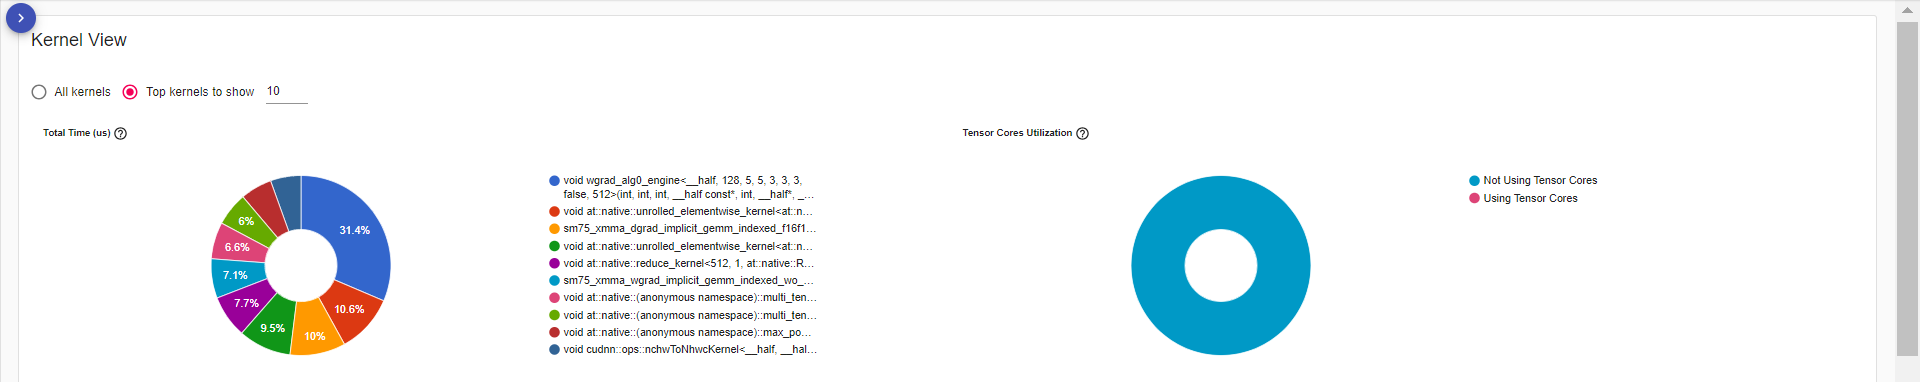 Kernel View
All kernels
Top kernels to show
10
Total Time (us)
31.4%
10.6%
10%
9.5%
7.7%
7.1%
6.6%
6%
void wgrad_alg0_engine<__half, 128, 5, 5, 3, 3, 3,
false, 512>(int, int, int, __half const*, int, __half*, _…
void at::native::unrolled_elementwise_kernel<at::n…
sm75_xmma_dgrad_implicit_gemm_indexed_f16f1…
void at::native::unrolled_elementwise_kernel<at::n…
void at::native::reduce_kernel<512, 1, at::native::R…
sm75_xmma_wgrad_implicit_gemm_indexed_wo_…
void at::native::(anonymous namespace)::multi_ten…
void at::native::(anonymous namespace)::multi_ten…
void at::native::(anonymous namespace)::max_po…
void cudnn::ops::nchwToNhwcKernel<__half, __hal…
Tensor Cores Utilization
Not Using Tensor Cores
Using Tensor Cores